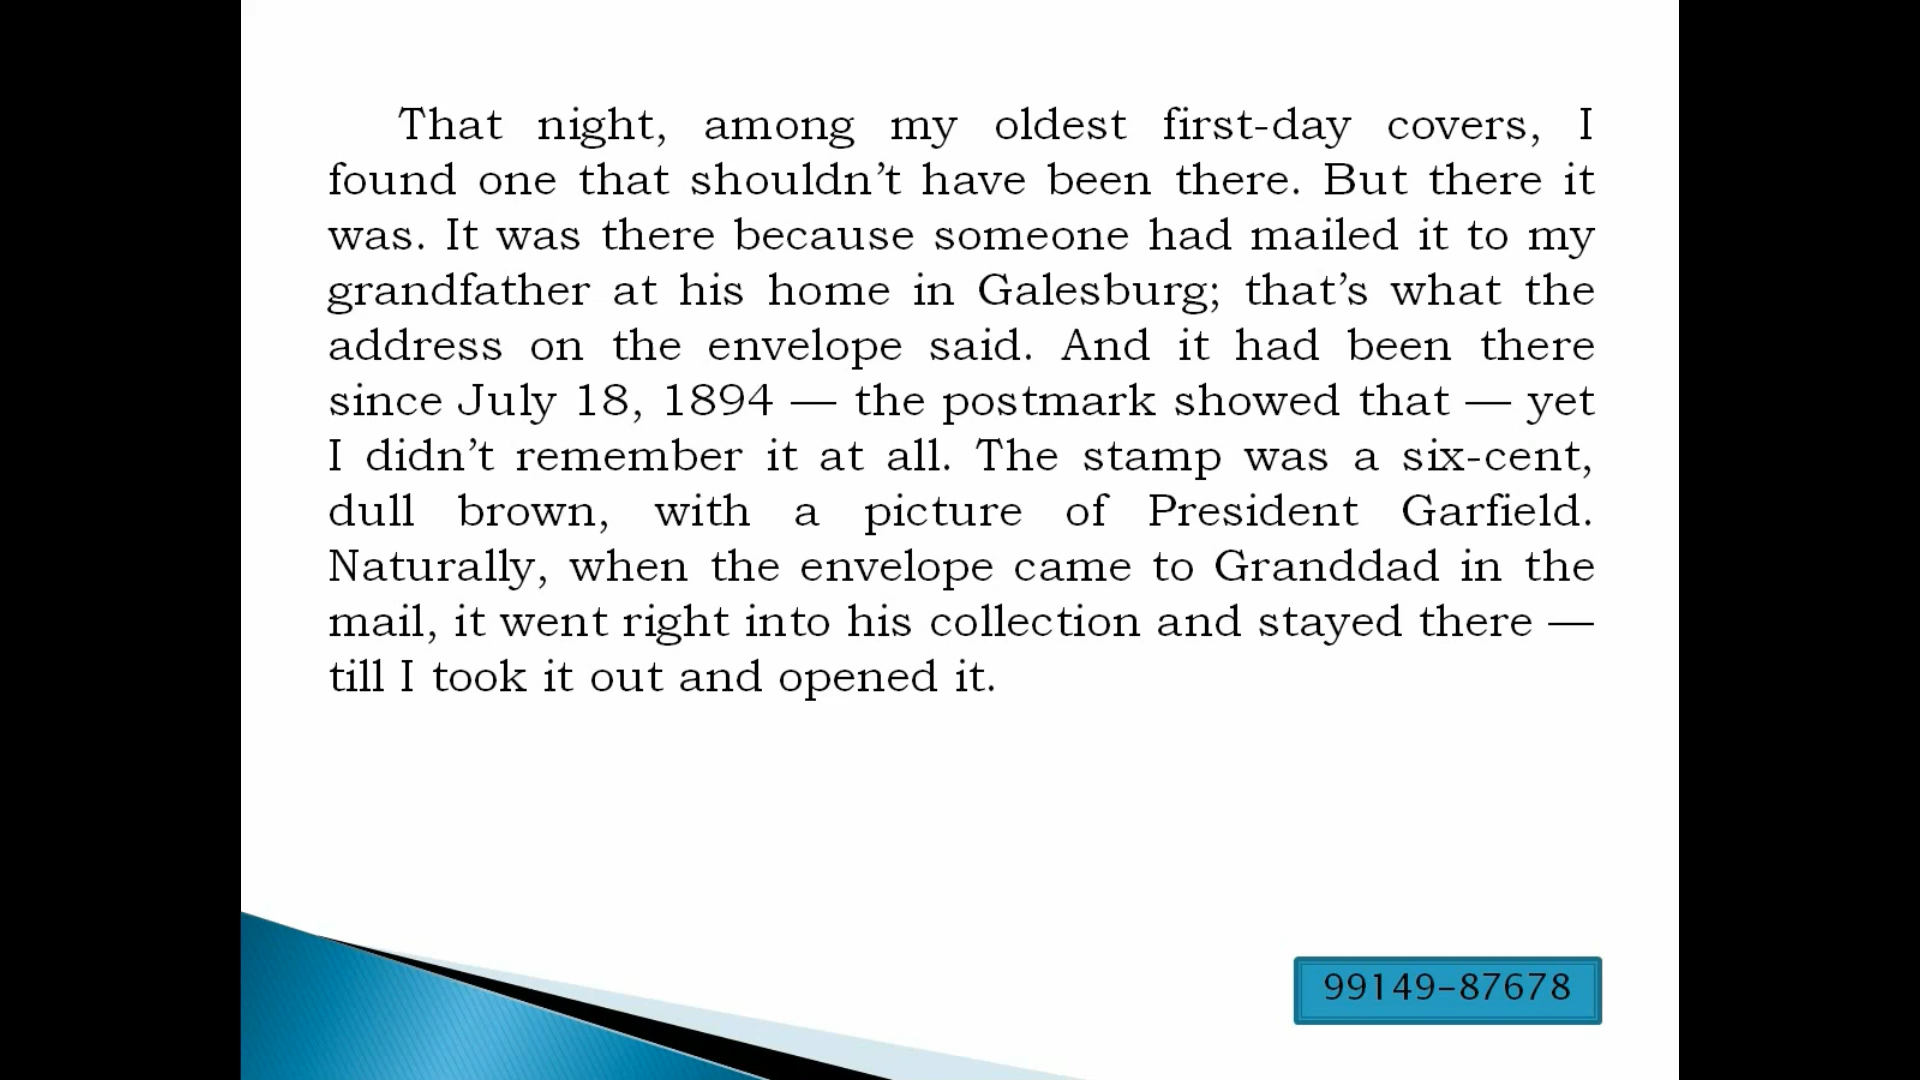 That night, among my oldest first-day covers, I
found one that shouldn’t have been there. But there it
was. It was there because someone had mailed it to my
grandfather at his home in Galesburg; that’s what the
address on the envelope said. And it had been there
since July 18, 1894 — the postmark showed that — yet
I didn’t remember it at all. The stamp was a six-cent,
dull brown, with a picture of President Garfield.
Naturally, when the envelope came to Granddad in the
mail, it went right into his collection and stayed there —
till I took it out and opened it.
99149-87678